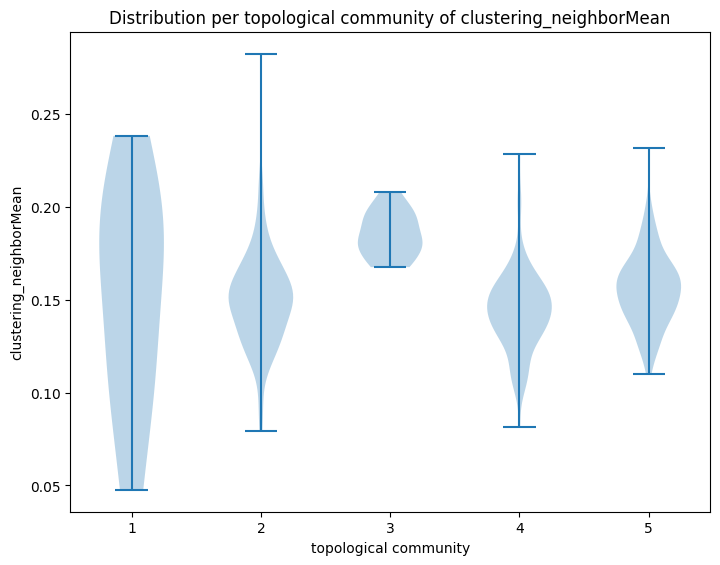 Distribution per topological community of clustering_neighborMean
clustering_neighborMean
0.25
0.20
0.15
0.10
0.05
1 2 3 4 5
topological community